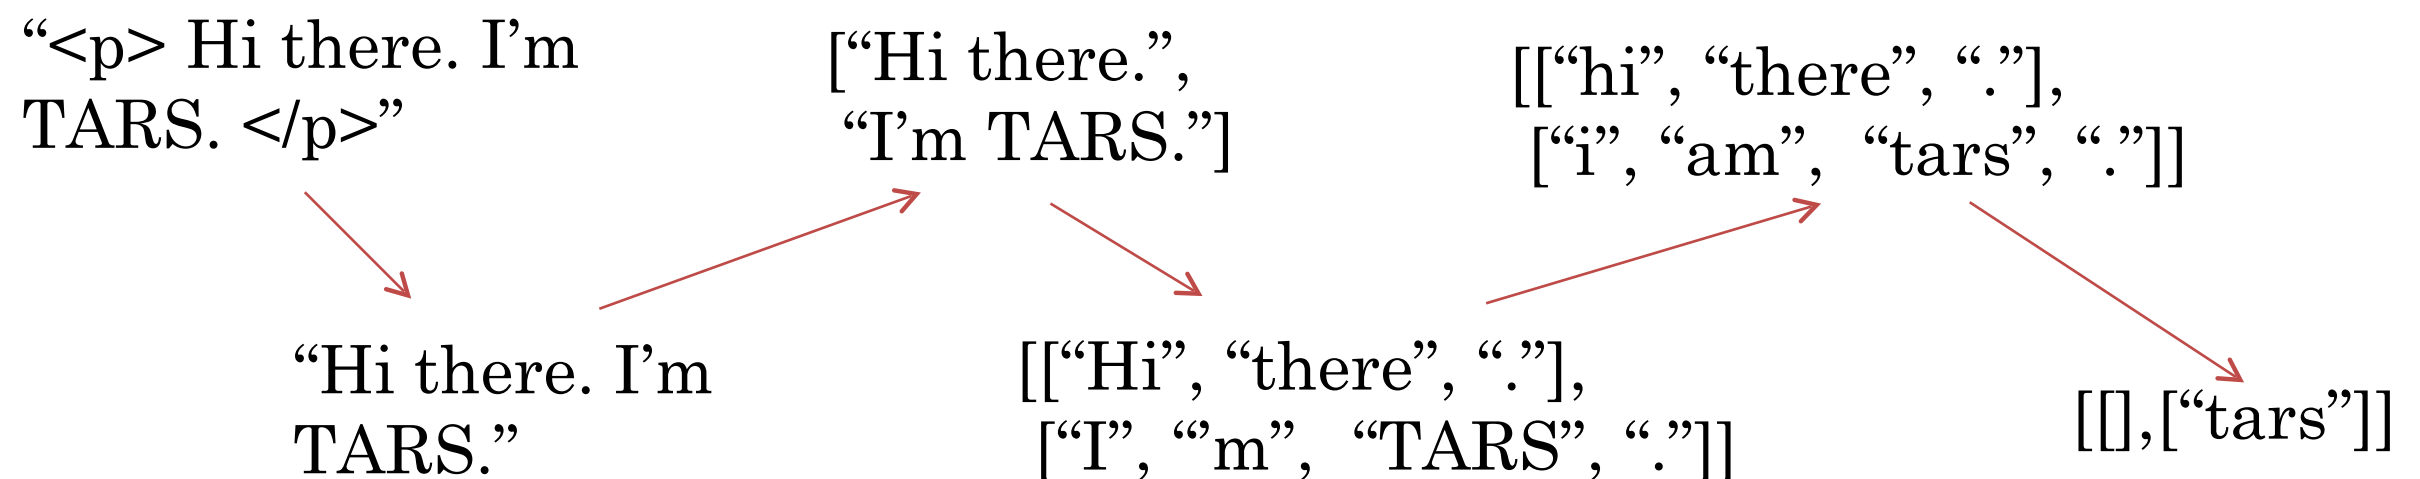 “<p> Hi there. I’m
TARS. </p>”
“Hi there. I’m
TARS.”
[“Hi there.”,
“I’m TARS.”]
[[“Hi”, “there”, “.”],
[“I”, “’m”, “TARS”, “.”]]
[[“hi”, “there”, “.”],
[“i”, “am”, “tars”, “.”]]
[[],[“tars”]]